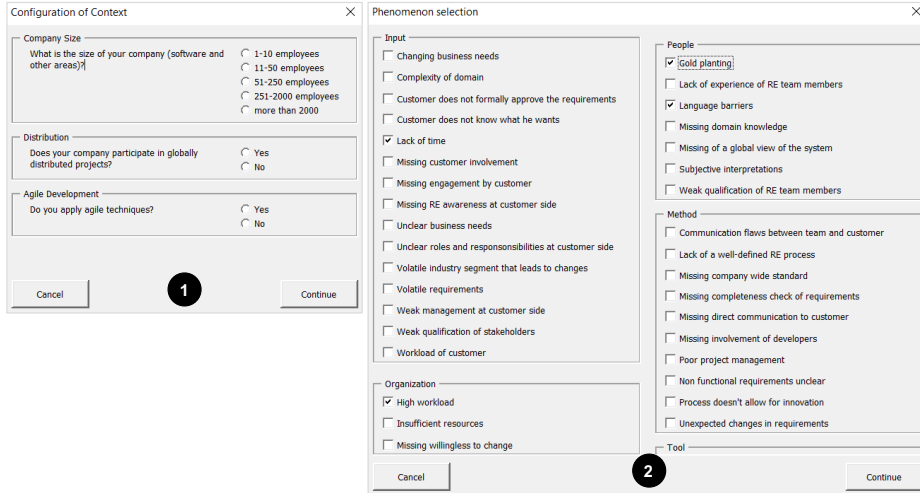 Configuration of Context
Company Size
What is the size of your company (software and
other areas)?
1-10 employees
11-50 employees
51-250 employees
251-2000 employees
more than 2000
Distribution
Does your company participate in globally
distributed projects?
Yes
No
Agile Development
Do you apply agile techniques?
Yes
No
Cancel
1
Continue
Phenomenon selection
Input
Changing business needs
Complexity of domain
Customer does not formally approve the requirements
Customer does not know what he wants
Lack of time
Missing customer involvement
Missing engagement by customer
Missing RE awareness at customer side
Unclear business needs
Unclear roles and responsonsibilities at customer side
Volatile industry segment that leads to changes
Volatile requirements
Weak management at customer side
Weak qualification of stakeholders
Workload of customer
Organization
High workload
Insufficient resources
Missing willingless to change
People
Gold planting
Lack of experience of RE team members
Language barriers
Missing domain knowledge
Missing of a global view of the system
Subjective interpretations
Weak qualification of RE team members
Method
Communication flaws between team and customer
Lack of a well-defined RE process
Missing company wide standard
Missing completeness check of requirements
Missing direct communication to customer
Missing involvement of developers
Poor project management
Non functional requirements unclear
Process doesn't allow for innovation
Unexpected changes in requirements
Tool
Cancel
2
Continue